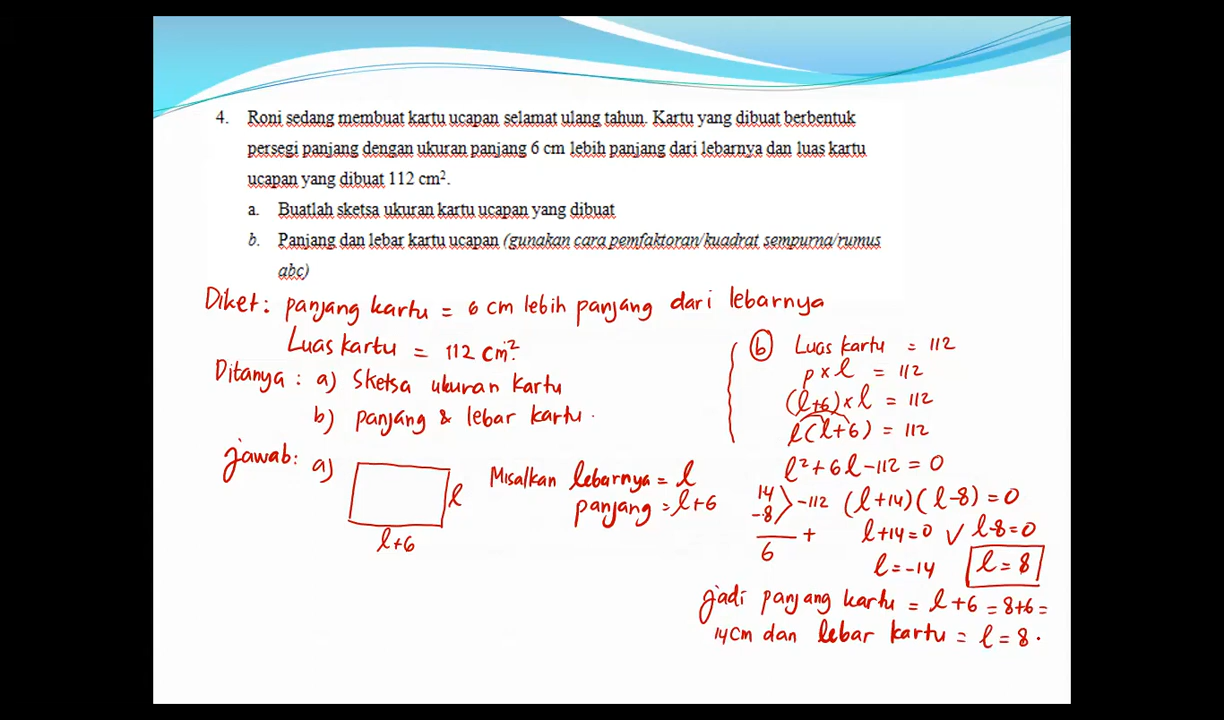 4. Roni sedang membuat kartu ucapan selamat ulang tahun. Kartu yang dibuat berbentuk
persegi panjang dengan ukuran panjang 6 cm lebih panjang dari lebarnya dan luas kartu
ucapan yang dibuat 112 cm².
a. Buatlah sketsa ukuran kartu ucapan yang dibuat
b. Panjang dan lebar kartu ucapan (gunakan cara pemfaktoran/kuadrat sempurna/rumus
abc)
Diket: panjang kartu = 6 cm lebih panjang dari lebarnya
Luas kartu = 112 cm².
Ditanya : a) Sketsa ukuran kartu
b) panjang & lebar kartu.
jawab: a)
l
l+6
Misalkan lebarnya = l
panjang = l+6
b Luas kartu = 112
p x l = 112
(l+6) x l = 112
l(l+6) = 112
l²+6l-112 = 0
14
-8
-112
6
+
(l+14)(l-8) = 0
l+14=0 ∨ l-8=0
l=-14 l=8
jadi panjang kartu = l+6 = 8+6 =
14cm dan lebar kartu = l = 8.